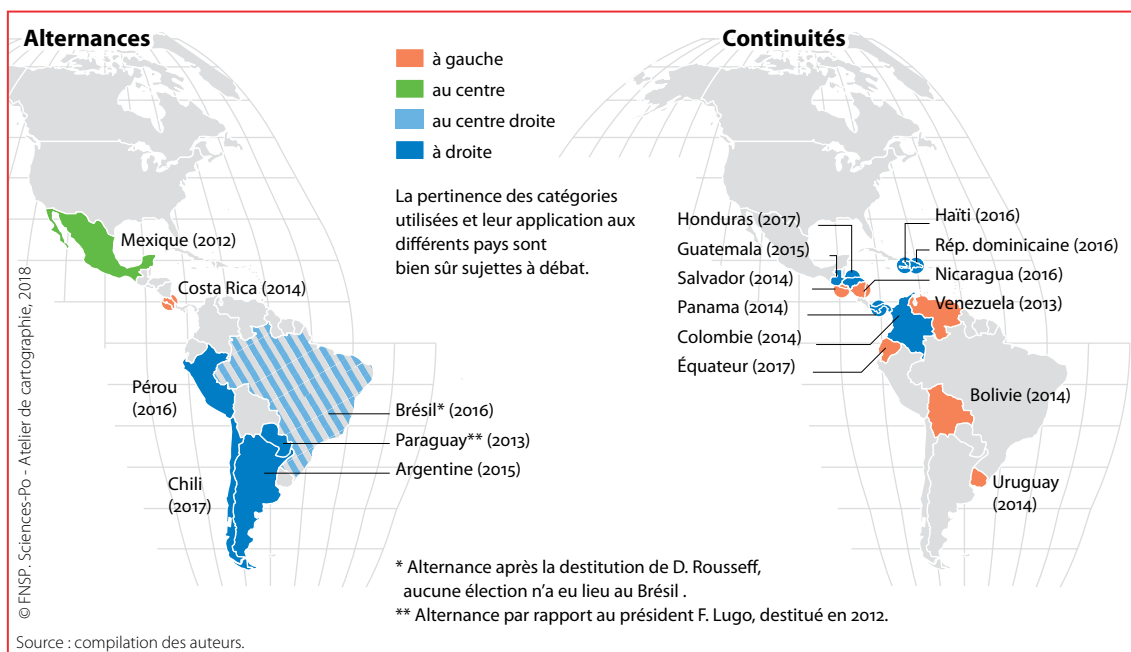 Alternances
Continuités
à gauche
au centre
au centre droite
à droite
La pertinence des catégories
utilisées et leur application aux
différents pays sont
bien sûr sujettes à débat.
Mexique (2012)
Costa Rica (2014)
Pérou
(2016)
Brésil* (2016)
Paraguay** (2013)
Argentine (2015)
Chili
(2017)
Honduras (2017)
Guatemala (2015)
Salvador (2014)
Panama (2014)
Colombie (2014)
Équateur (2017)
Haïti (2016)
Rép. dominicaine (2016)
Nicaragua (2016)
Venezuela (2013)
Bolivie (2014)
Uruguay
(2014)
* Alternance après la destitution de D. Rousseff,
aucune élection n'a eu lieu au Brésil .
** Alternance par rapport au président F. Lugo, destitué en 2012.
© FNSP. Sciences-Po - Atelier de cartographie, 2018
Source : compilation des auteurs.